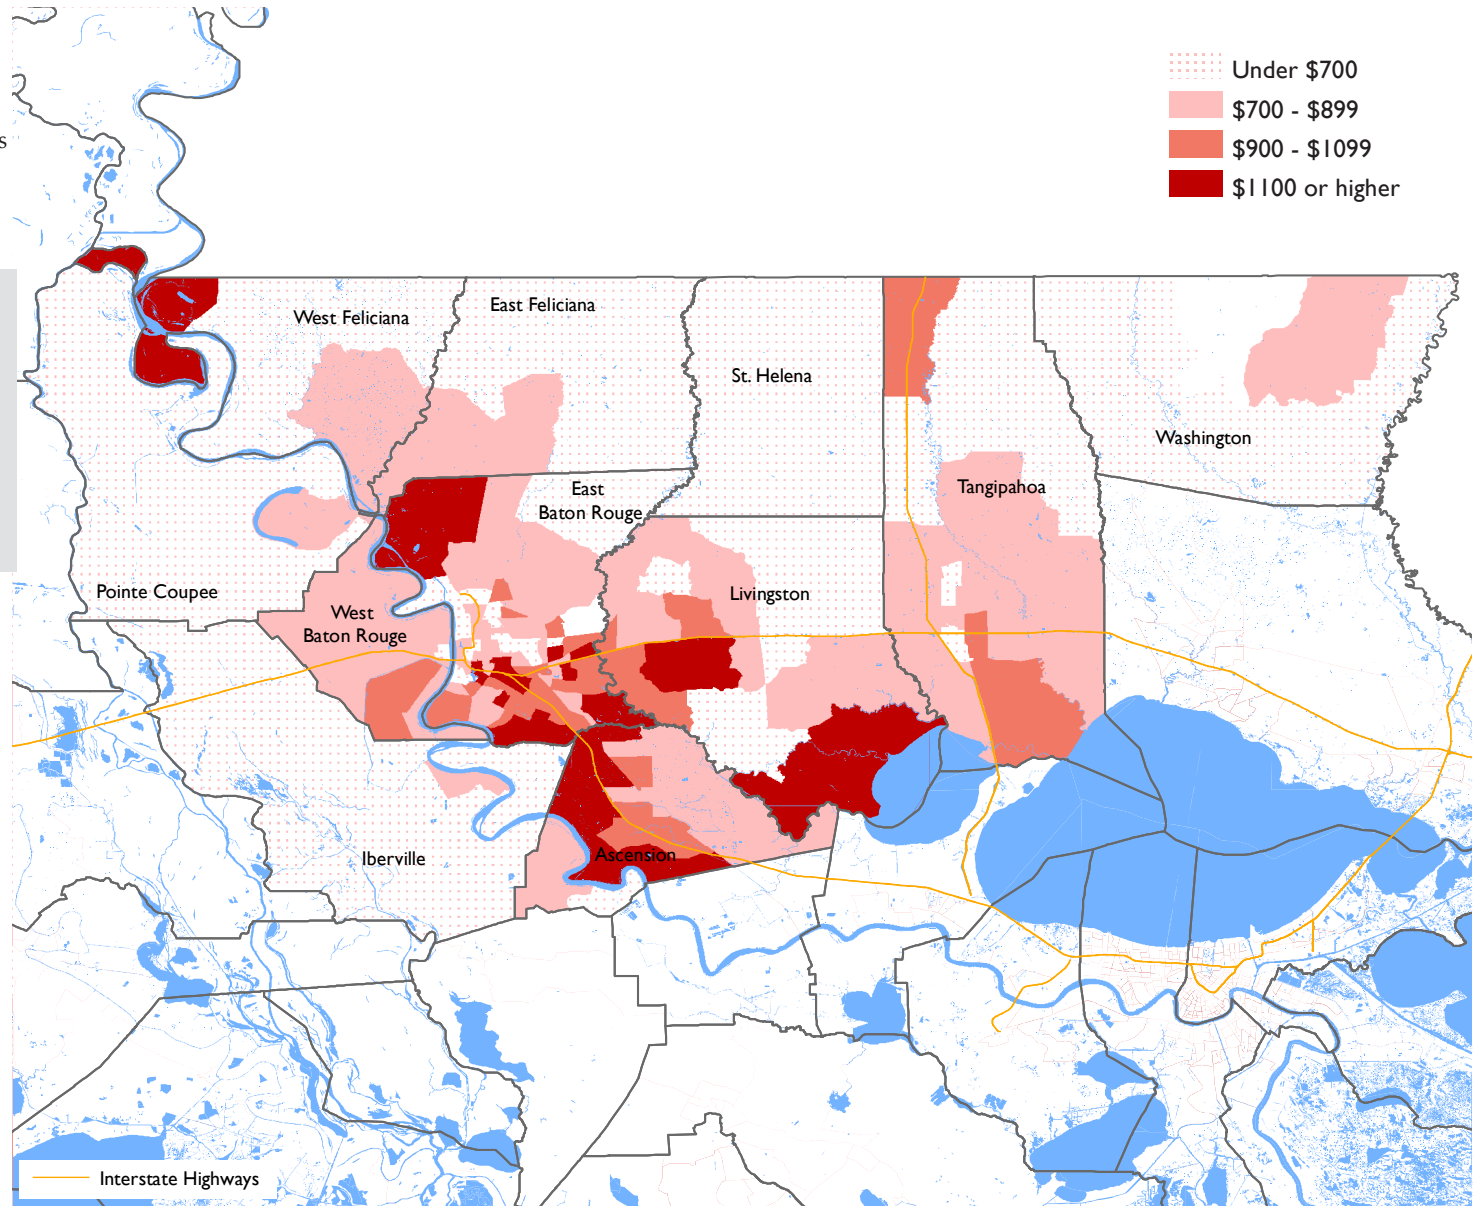 Under $700
$700 - $899
s
$900 - $1099
$1100 or higher
East Feliciana
West Feliciana
St. Helena
Washington
East
Baton Rouge
Tangipahoa
Pointe Coupee
Livingston
West
Baton Rouge
Ascension
Iberville
Interstate Highways